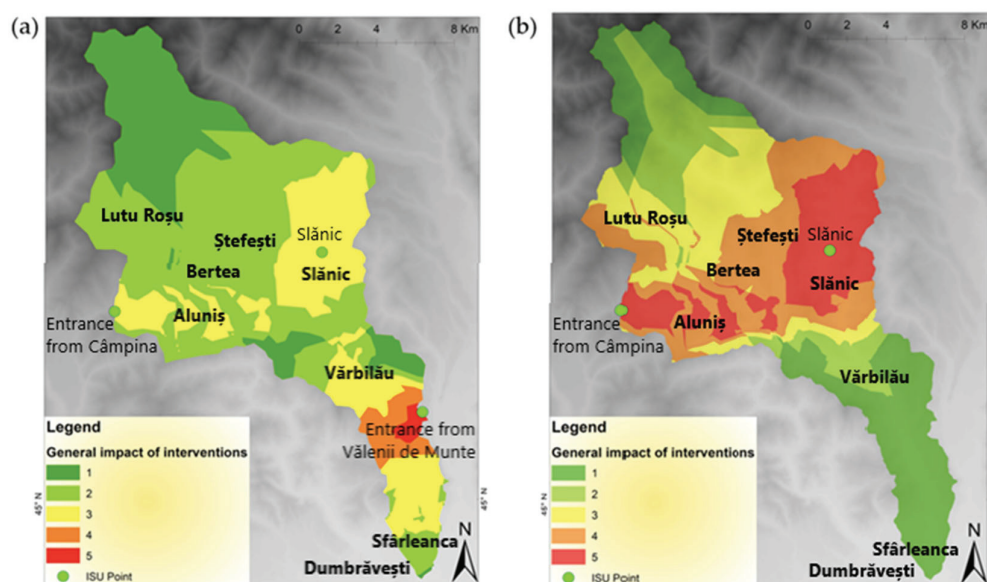 (a)
1 2 4 8 Km
Lutu Roșu
Ștefești
Slănic
Bertea
Slănic
Aluniș
Entrance
from Câmpina
Vărbilău
Entrance from
Vălenii de Munte
Legend
General impact of interventions
1
2
3
4
5
ISU Point
45° N
N
Sfârleanca
Dumbrăvești
(b)
0 2 4 8 Km
Lutu Roșu
Ștefești
Slănic
Bertea
Slănic
Aluniș
Entrance
from Câmpina
Vărbilău
Legend
General impact of interventions
1
2
3
4
5
ISU Point
45° N
N
Sfârleanca
Dumbrăvești